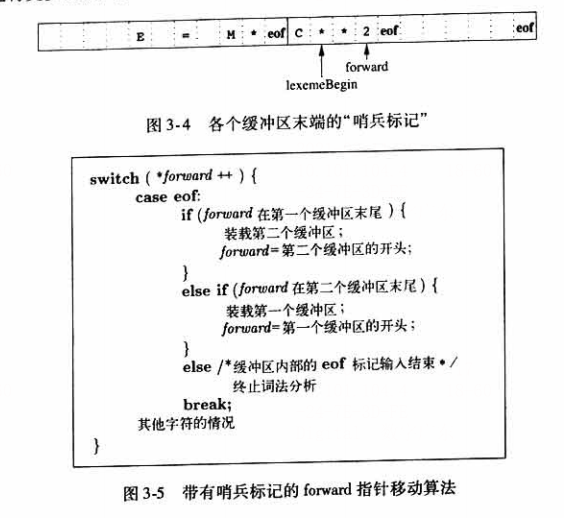 E = M * eof C * * 2 eof eof
forward
lexemeBegin
图 3-4 各个缓冲区末端的“哨兵标记”
switch ( *forward ++ ) {
case eof:
if (forward 在第一个缓冲区末尾 ) {
装载第二个缓冲区；
forward=第二个缓冲区的开头;
}
else if (forward 在第二个缓冲区末尾 ) {
装载第一个缓冲区；
forward=第一个缓冲区的开头；
}
else /*缓冲区内部的 eof 标记输入结束 * /
终止词法分析
break;
其他字符的情况
}
图 3-5 带有哨兵标记的 forward 指针移动算法